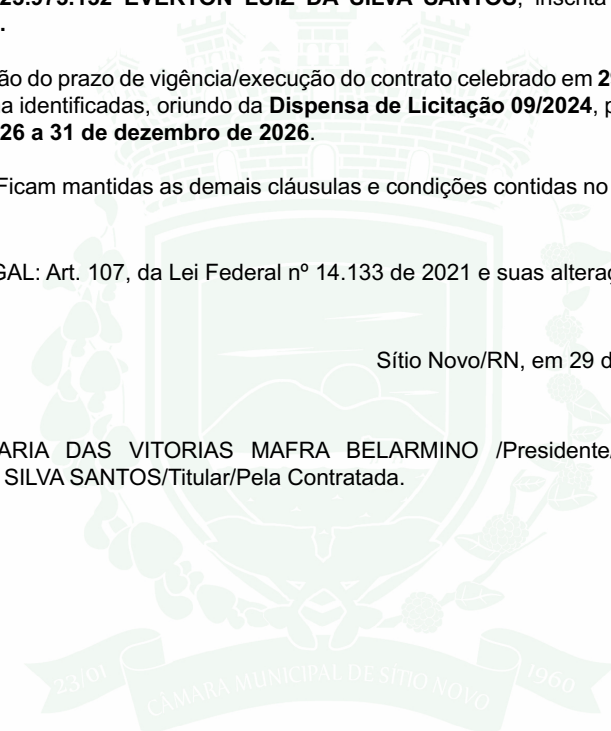 EVERTON LUIZ DA SILVA SANTOS, inscrita
.
ão do prazo de vigência/execução do contrato celebrado em 2
a identificadas, oriundo da Dispensa de Licitação 09/2024, p
26 a 31 de dezembro de 2026.
Ficam mantidas as demais cláusulas e condições contidas no
GAL: Art. 107, da Lei Federal nº 14.133 de 2021 e suas altera
Sítio Novo/RN, em 29 d
ARIA DAS VITORIAS MAFRA BELARMINO /Presidente/
SILVA SANTOS/Titular/Pela Contratada.
23/01 CÂMARA MUNICIPAL DE SÍTIO NOVO 1960